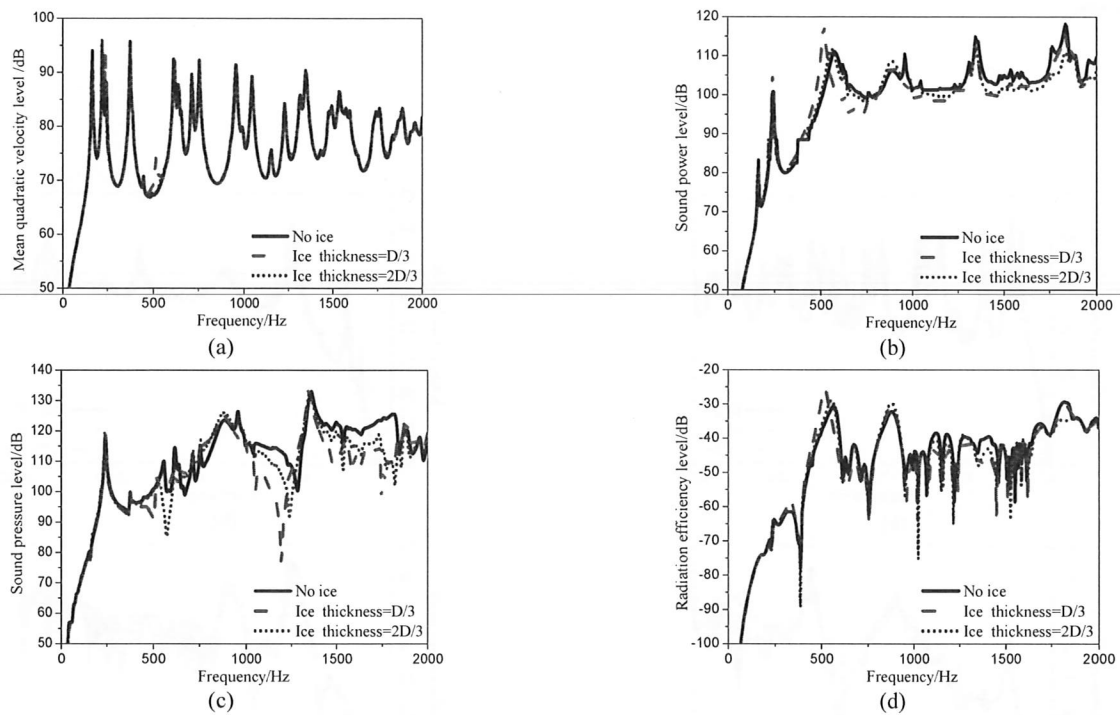 Mean quadratic velocity level /dB
100
90
80
70
60
50
0 500 1000 1500 2000
No ice
Ice thickness=D/3
Ice thickness=2D/3
Frequency/Hz
(a)
Sound power level/dB
120
110
100
90
80
70
60
50
0 500 1000 1500 2000
No ice
Ice thickness=D/3
Ice thickness=2D/3
Frequency/Hz
(b)
Sound pressure level/dB
140
130
120
110
100
90
80
70
60
50
0 500 1000 1500 2000
No ice
Ice thickness=D/3
Ice thickness=2D/3
Frequency/Hz
(c)
Radiation efficiency level/dB
-20
-30
-40
-50
-60
-70
-80
-90
-100
0 500 1000 1500 2000
No ice
Ice thickness=D/3
Ice thickness=2D/3
Frequency/Hz
(d)